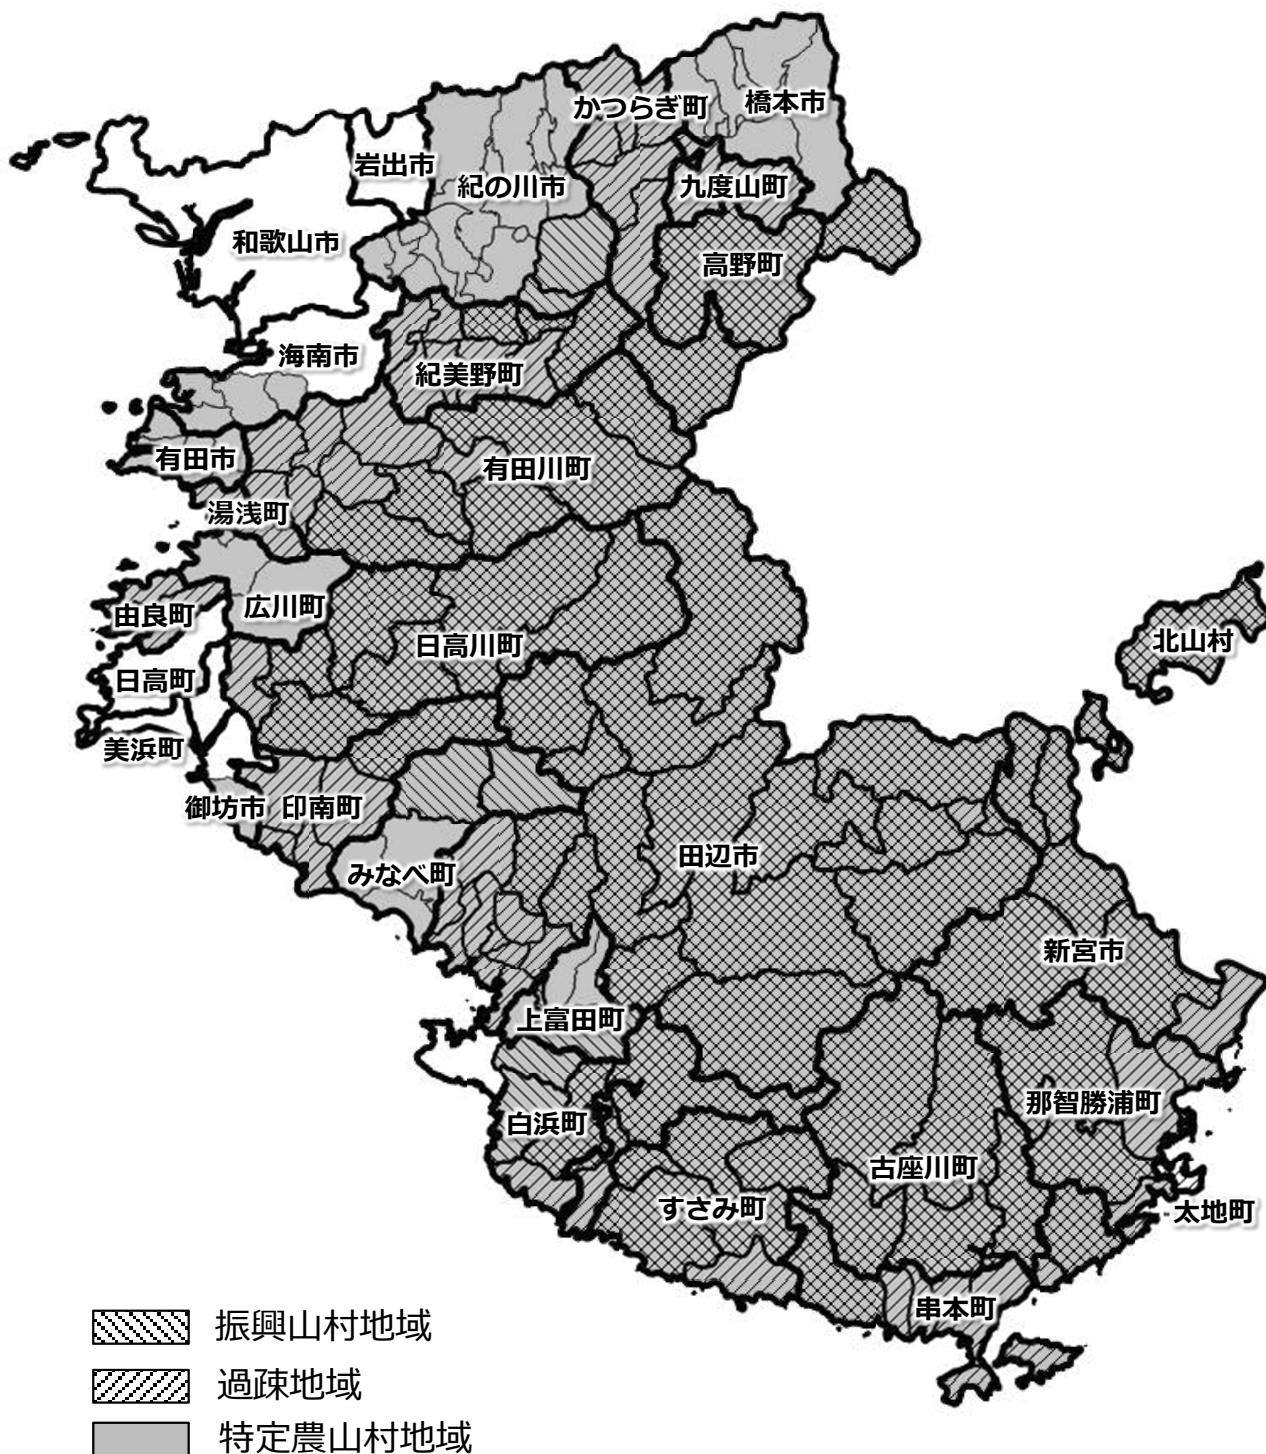 かつらぎ町
橋本市
岩出市
紀の川市
九度山町
和歌山市
高野町
海南市
紀美野町
有田市
有田川町
湯浅町
広川町
由良町
日高川町
北山村
日高町
美浜町
御坊市
印南町
田辺市
みなべ町
新宮市
上富田町
那智勝浦町
白浜町
古座川町
すさみ町
太地町
串本町
振興山村地域
過疎地域
特定農山村地域